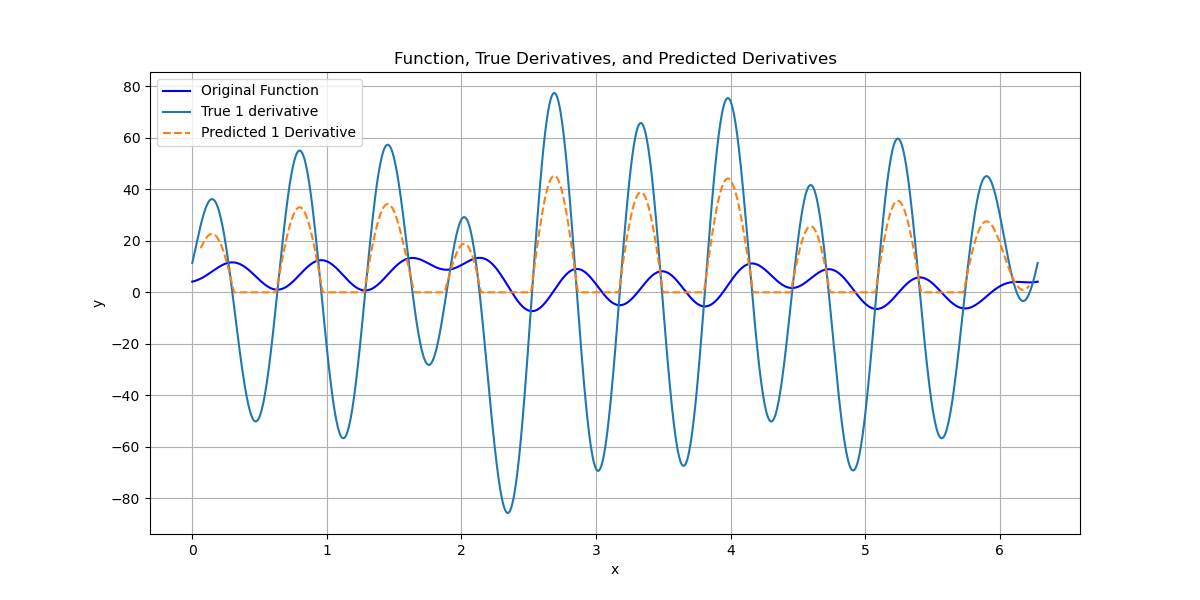 Function, True Derivatives, and Predicted Derivatives
Original Function
True 1 derivative
Predicted 1 Derivative
80
60
40
20
0
−20
−40
−60
−80
y
0 1 2 3 4 5 6
x